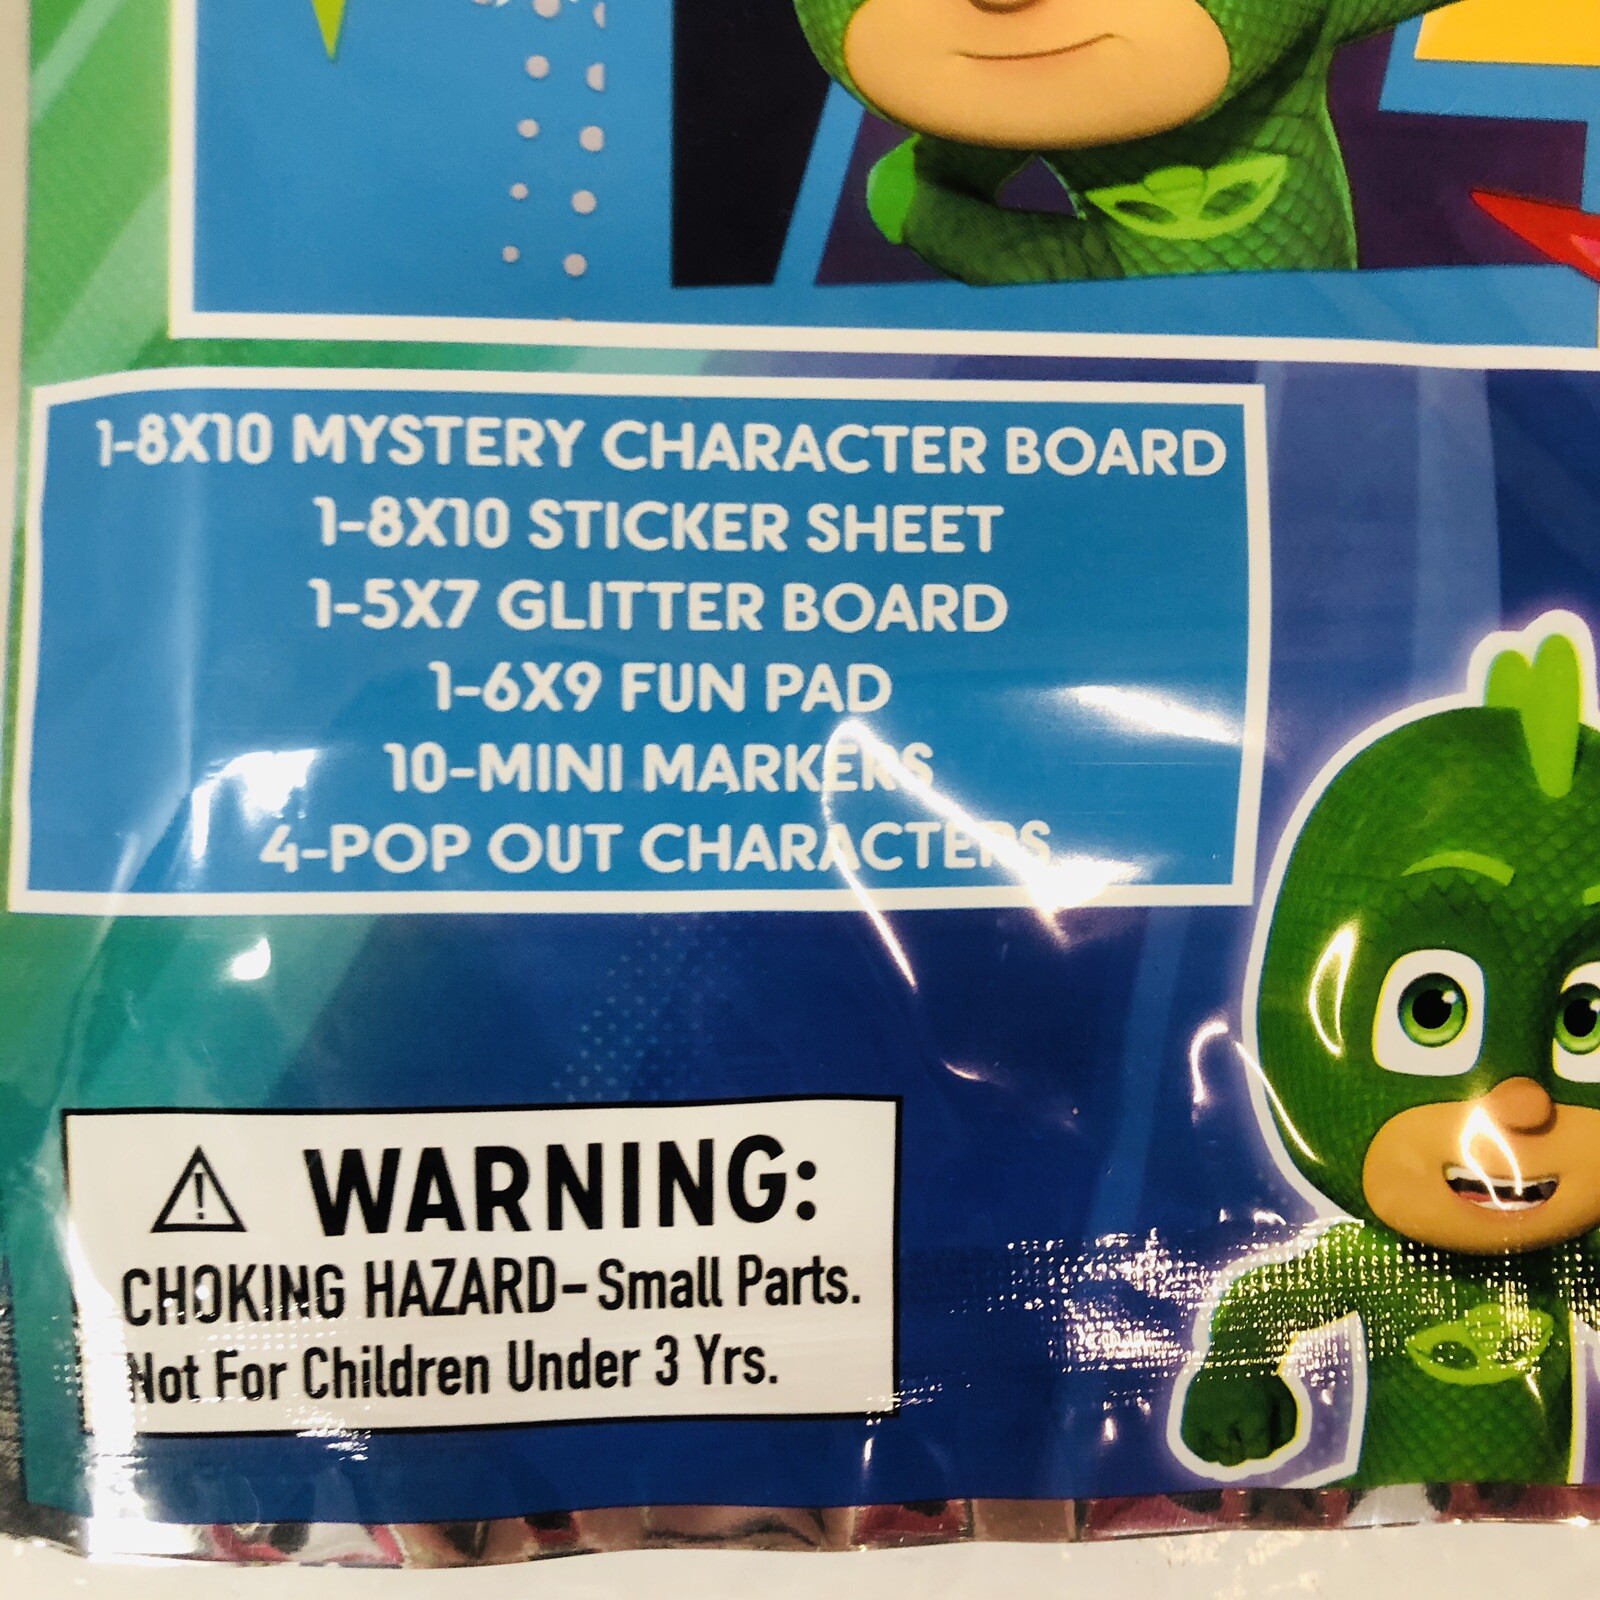 1-8X10 MYSTERY CHARACTER BOARD
1-8X10 STICKER SHEET
1-5X7 GLITTER BOARD
1-6X9 FUN PAD
10-MINI MARKERS
4-POP OUT CHARACTERS
WARNING:
CHOKING HAZARD–Small Parts.
Not For Children Under 3 Yrs.